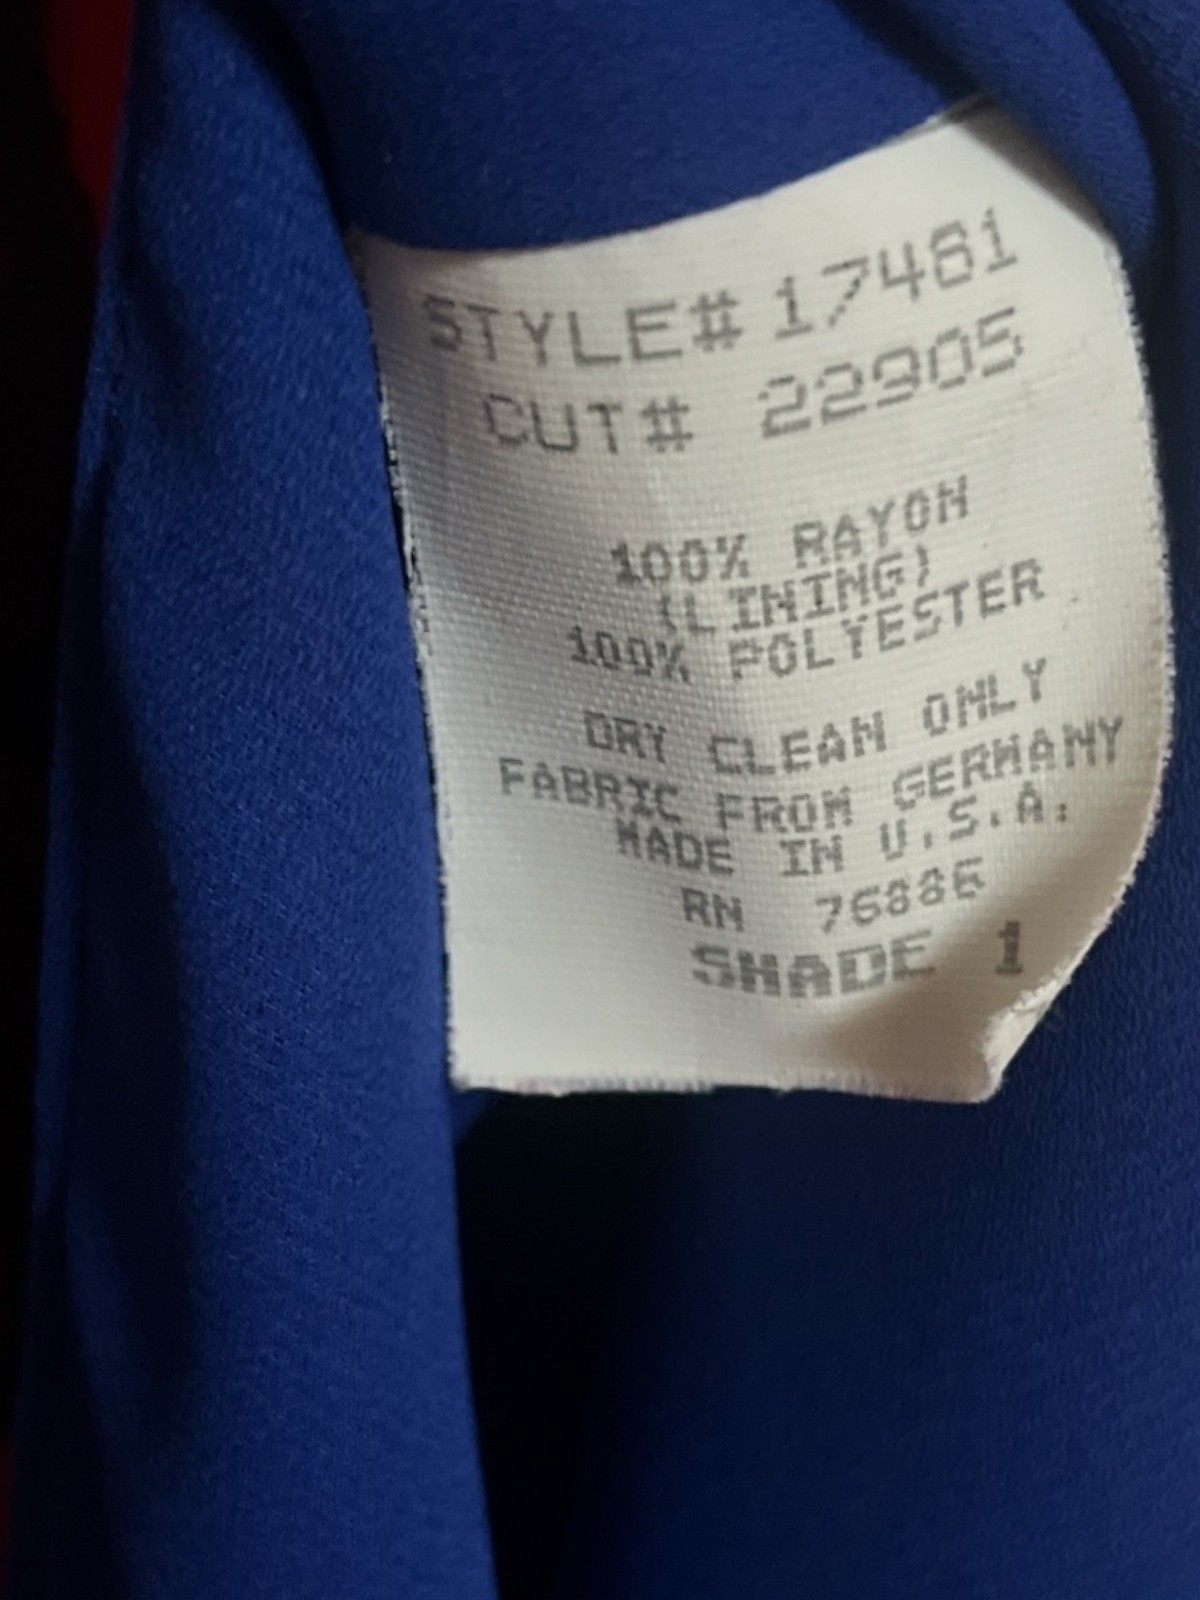 STYLE# 17461
CUT# 22905
100% RAYON
(LINING)
100% POLYESTER
DRY CLEAN ONLY
FABRIC FROM GERMANY
MADE IN U.S.A.
RN 76886
SHADE 1